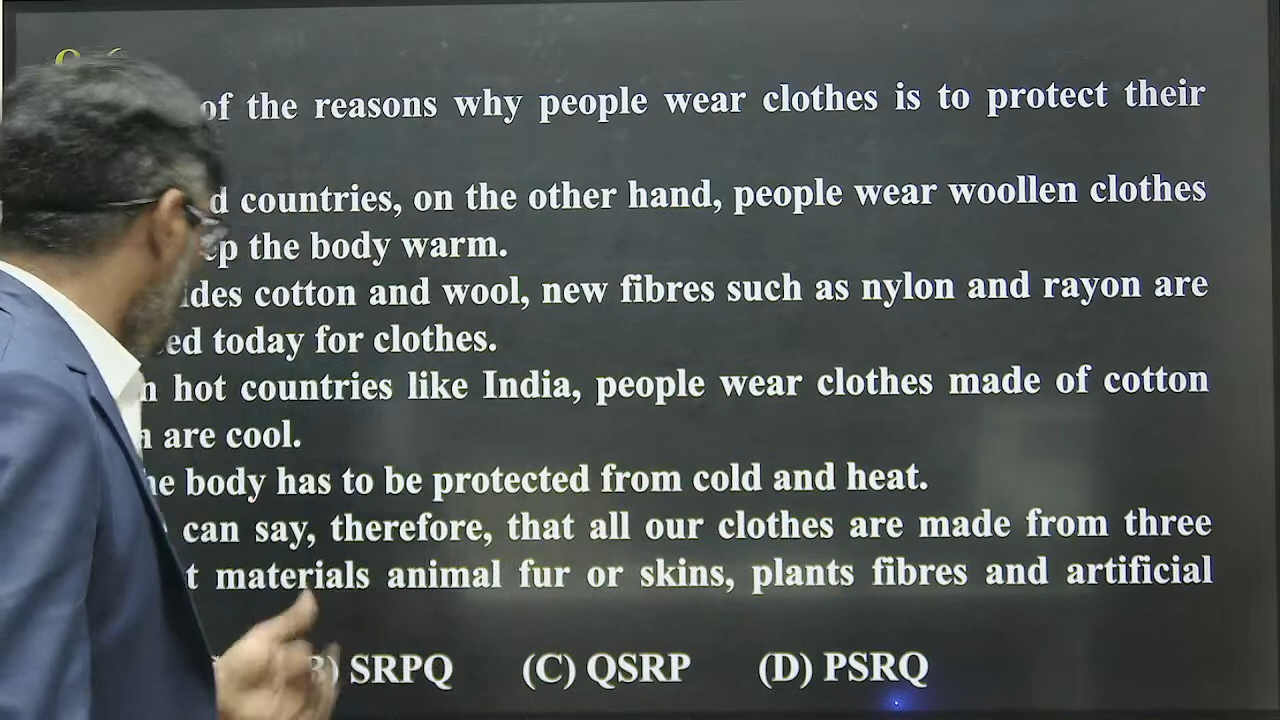 of the reasons why people wear clothes is to protect their
countries, on the other hand, people wear woollen clothes
the body warm.
cotton and wool, new fibres such as nylon and rayon are
today for clothes.
hot countries like India, people wear clothes made of cotton
are cool.
body has to be protected from cold and heat.
can say, therefore, that all our clothes are made from three
materials animal fur or skins, plants fibres and artificial
SRPQ (C) QSRP (D) PSRQ